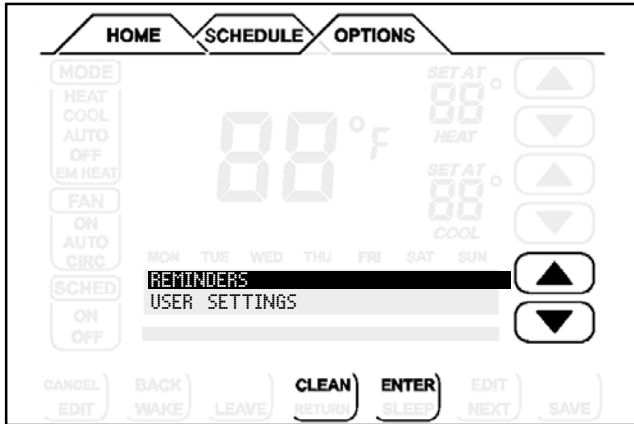 HOME SCHEDULE OPTIONS
MODE
HEAT
COOL
AUTO
OFF
EM HEAT
FAN
ON
AUTO
CIRC
SCHED
ON
OFF
88 °F
SET AT
88 °
HEAT
SET AT
88 °
COOL
MON TUE WED THU FRI SAT SUN
REMINDERS
USER SETTINGS
CANCEL BACK CLEAN ENTER EDIT
EDIT WAKE LEAVE RETURN SLEEP NEXT SAVE